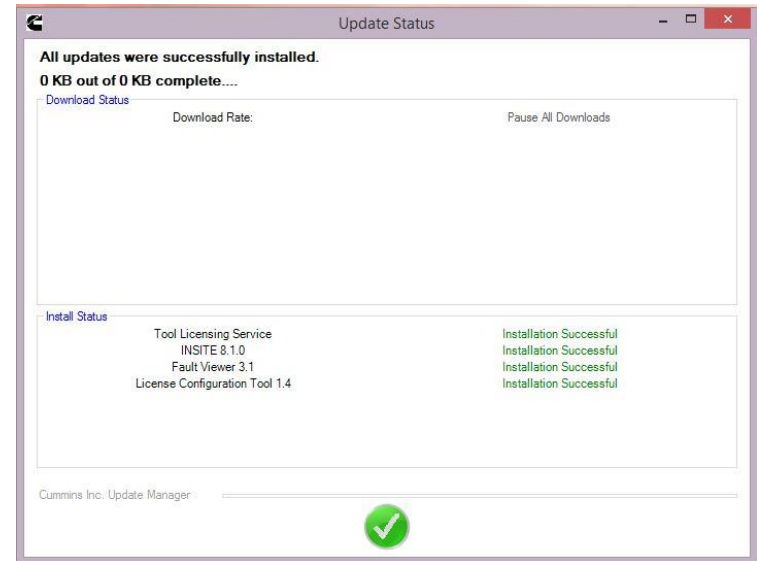 Update Status
All updates were successfully installed.
0 KB out of 0 KB complete....
Download Status
Download Rate: Pause All Downloads
Install Status
Tool Licensing Service Installation Successful
INSITE 8.1.0 Installation Successful
Fault Viewer 3.1 Installation Successful
License Configuration Tool 1.4 Installation Successful
Cummins Inc. Update Manager